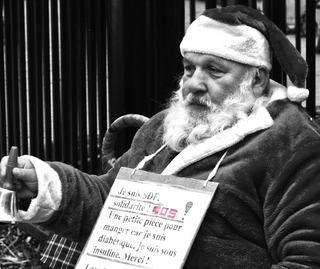 Je suis SDF,
solidarité ! SOS !
Une petite pièce pour
manger car je suis
diabétique, je suis sous
insuline. Merci !